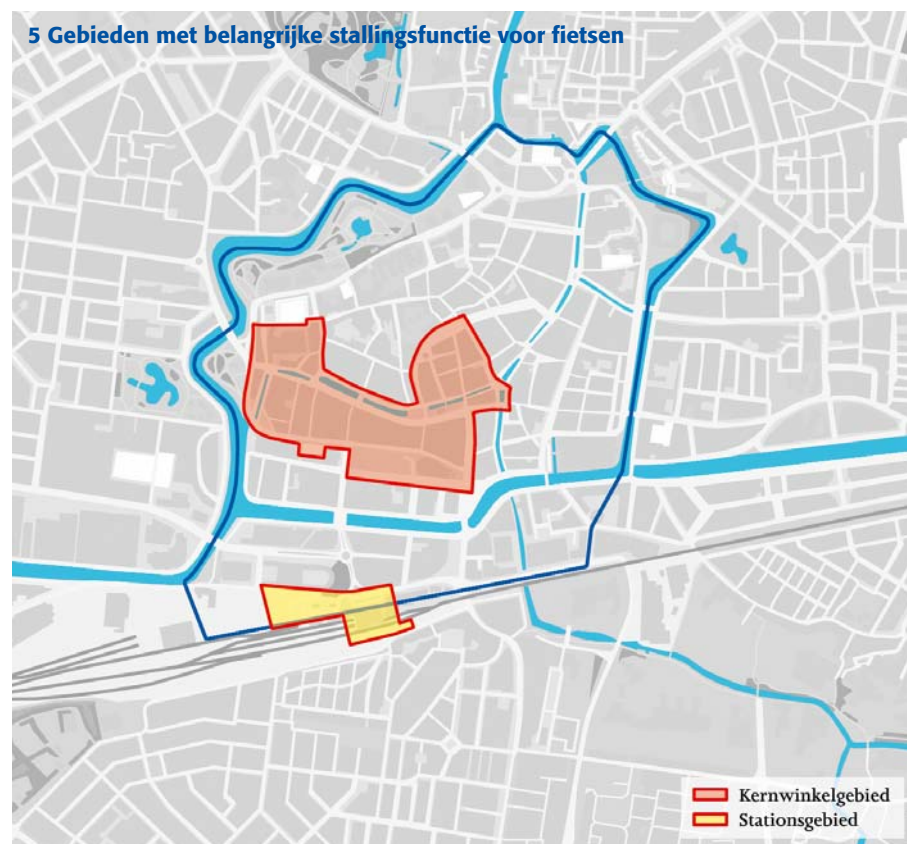 5 Gebieden met belangrijke stallingsfunctie voor fietsen
Kernwinkelgebied
Stationsgebied